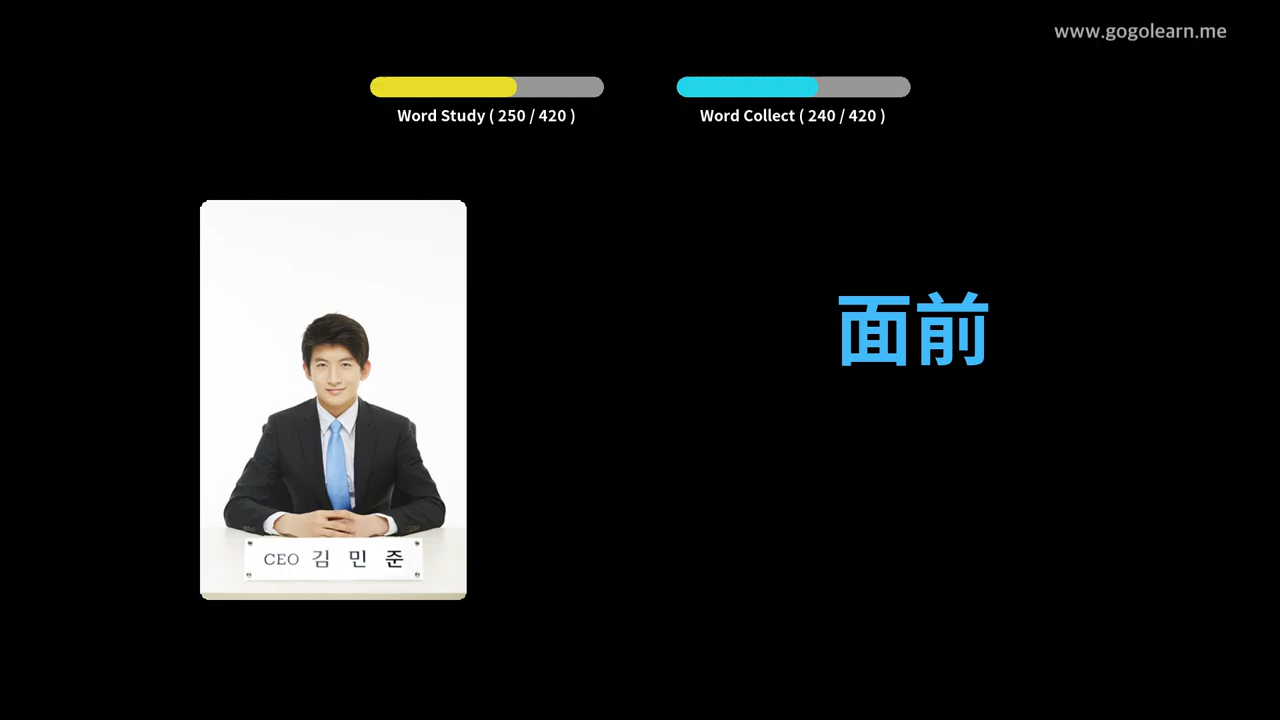 www.gogolearn.me
Word Study ( 250 / 420 )
Word Collect ( 240 / 420 )
面前
CEO 김 민 준